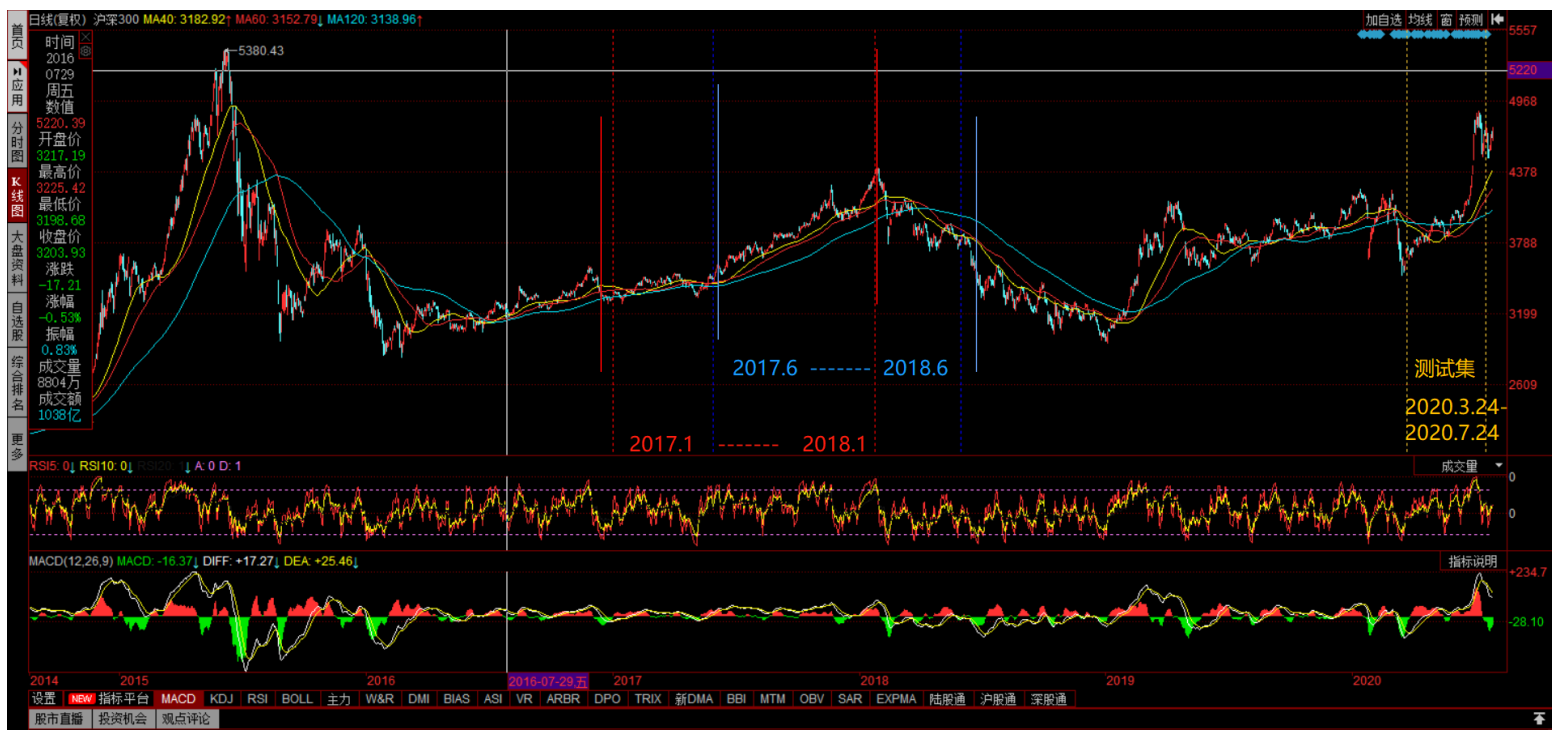 日线(复权) 沪深300 MA40: 3182.92↑ MA60: 3152.79↓ MA120: 3138.96↑
加自选 均线 窗 预测
首页
应用
分时图
K线图
大盘资料
自选股
综合排名
更多
时间
2016
0729
周五
数值
5220.39
开盘价
3217.19
最高价
3225.42
最低价
3198.68
收盘价
3203.93
涨跌
-17.21
涨幅
-0.53%
振幅
0.83%
成交量
8804万
成交额
1038亿
5380.43
5557
5220
4968
4378
3788
3199
2609
2017.6 ------- 2018.6
2017.1 ------- 2018.1
测试集
2020.3.24-
2020.7.24
RSI5: 0↓ RSI10: 0↓ RSI20: 1↓ A: 0 D: 1
成交量
0
0
MACD(12,26,9) MACD: -16.37↓ DIFF: +17.27↓ DEA: +25.46↓
指标说明
+234.7
-28.10
2014 2015 2016 2016-07-29,五 2017 2018 2019 2020
设置 NEW 指标平台 MACD KDJ RSI BOLL 主力 W&R DMI BIAS ASI VR ARBR DPO TRIX 新DMA BBI MTM OBV SAR EXPMA 陆股通 沪股通 深股通
股市直播 投资机会 观点评论